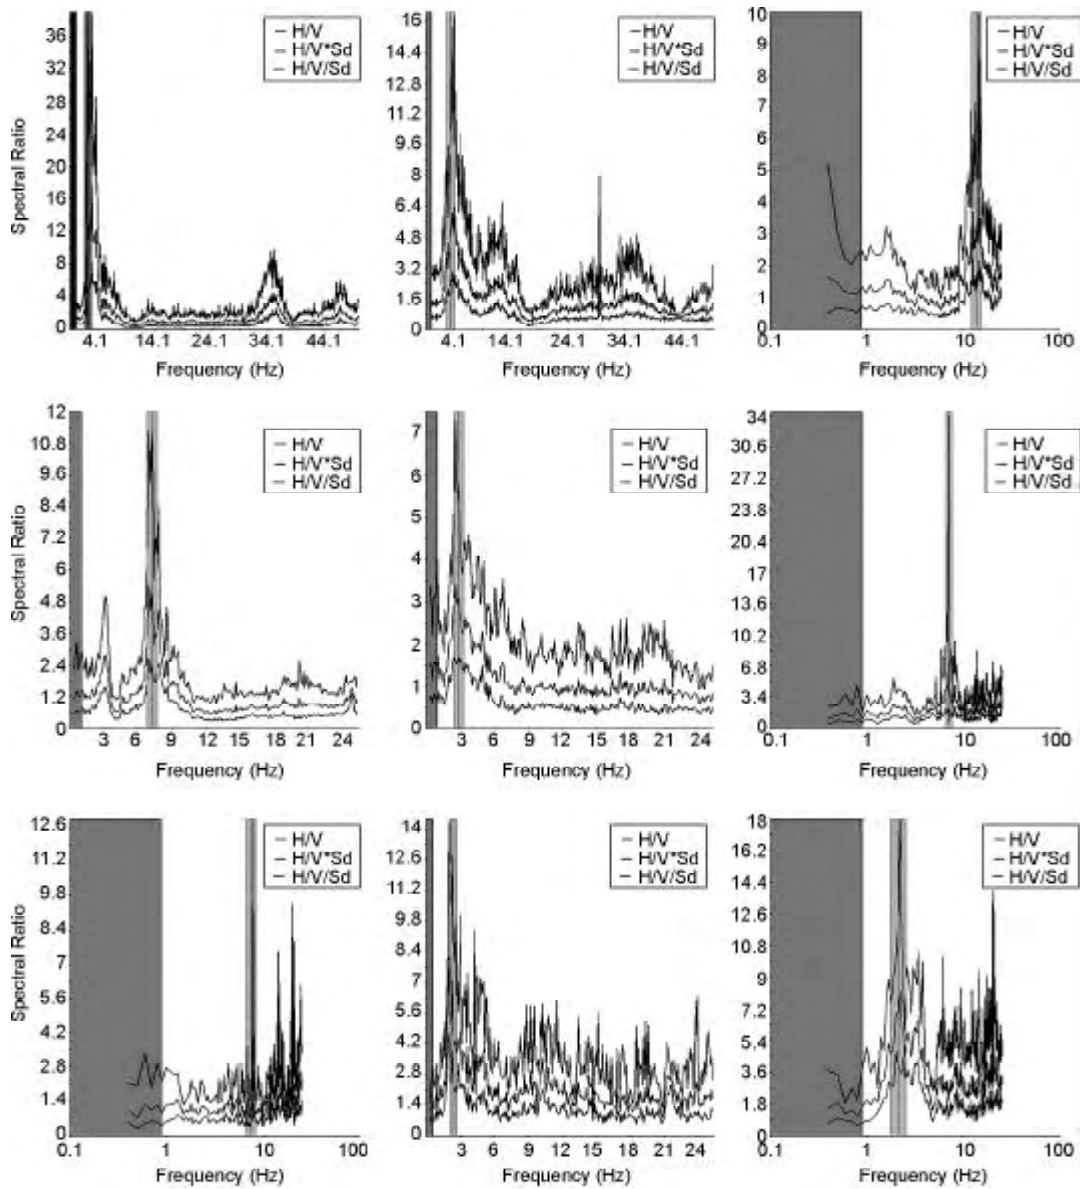 Spectral Ratio
40
36
32
28
24
20
16
12
8
4
0
H/V
H/V*Sd
H/V/Sd
4.1 14.1 24.1 34.1 44.1
Frequency (Hz)
16
14.4
12.8
11.2
9.6
8
6.4
4.8
3.2
1.6
0
H/V
H/V*Sd
H/V/Sd
4.1 14.1 24.1 34.1 44.1
Frequency (Hz)
10
9
8
7
6
5
4
3
2
1
0
H/V
H/V*Sd
H/V/Sd
0.1 1 10 100
Frequency (Hz)
Spectral Ratio
12
10.8
9.6
8.4
7.2
6
4.8
3.6
2.4
1.2
0
H/V
H/V*Sd
H/V/Sd
3 6 9 12 15 18 21 24
Frequency (Hz)
7
6
5
4
3
2
1
0
H/V
H/V*Sd
H/V/Sd
3 6 9 12 15 18 21 24
Frequency (Hz)
34
30.6
27.2
23.8
20.4
17
13.6
10.2
6.8
3.4
0
H/V
H/V*Sd
H/V/Sd
0.1 1 10 100
Frequency (Hz)
Spectral Ratio
12.6
11.2
9.8
8.4
7
5.6
4.2
2.8
1.4
0
H/V
H/V*Sd
H/V/Sd
0.1 1 10 100
Frequency (Hz)
14
12.6
11.2
9.8
8.4
7
5.6
4.2
2.8
1.4
0
H/V
H/V*Sd
H/V/Sd
3 6 9 12 15 18 21 24
Frequency (Hz)
18
16.2
14.4
12.6
10.8
9
7.2
5.4
3.6
1.8
0
H/V
H/V*Sd
H/V/Sd
0.1 1 10 100
Frequency (Hz)